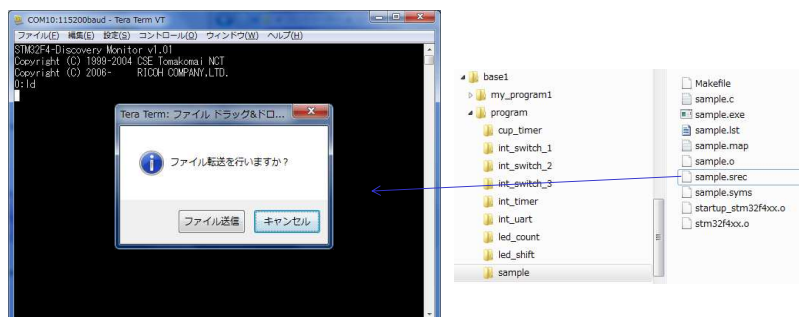 COM10:115200baud - Tera Term VT
ファイル(F) 編集(E) 設定(S) コントロール(O) ウィンドウ(W) ヘルプ(H)
STM32F4-Discovery Monitor v1.01
Copyright (C) 1999-2004 CSE Tomakomai NCT
Copyright (C) 2006- RICOH COMPANY,LTD.
0:ld
Tera Term: ファイル ドラッグ&ドロ...
ファイル転送を行いますか？
ファイル送信 キャンセル
base1
my_program1
program
cup_timer
int_switch_1
int_switch_2
int_switch_3
int_timer
int_uart
led_count
led_shift
sample
Makefile
sample.c
sample.exe
sample.lst
sample.map
sample.o
sample.srec
sample.syms
startup_stm32f4xx.o
stm32f4xx.o